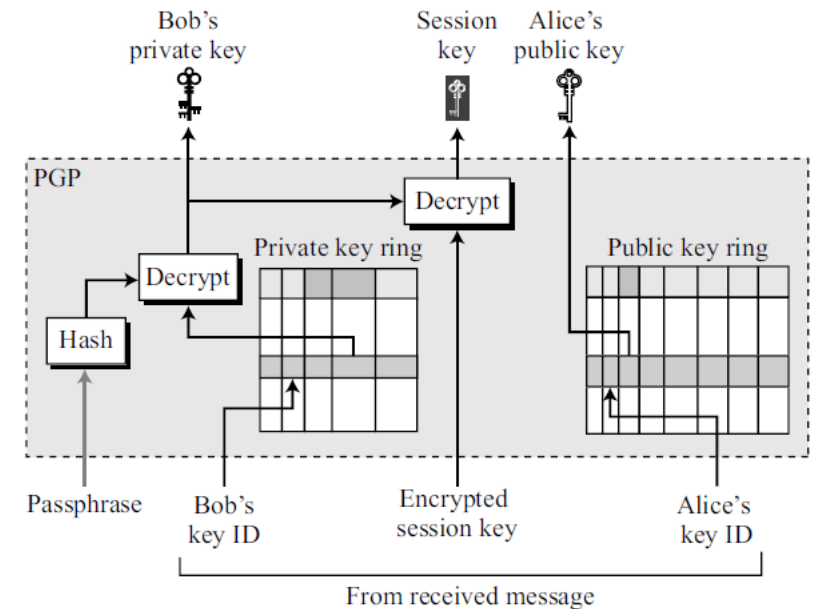 Bob’s
private key
Session
key
Alice’s
public key
PGP
Decrypt
Private key ring
Public key ring
Decrypt
Hash
Passphrase
Bob’s
key ID
Encrypted
session key
Alice’s
key ID
From received message